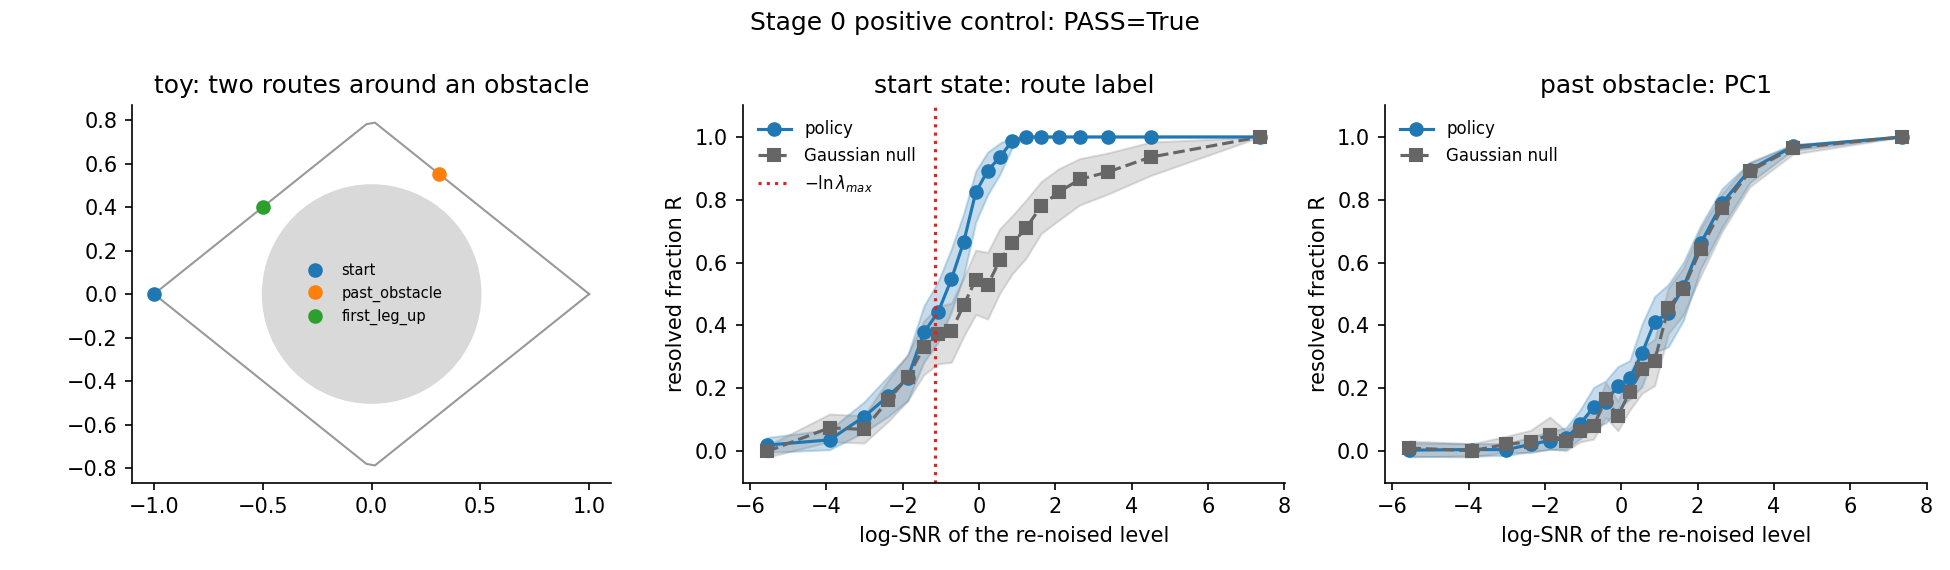 Stage 0 positive control: PASS=True
toy: two routes around an obstacle
0.8
0.6
0.4
0.2
0.0
−0.2
−0.4
−0.6
−0.8
start
past_obstacle
first_leg_up
−1.0 −0.5 0.0 0.5 1.0
start state: route label
resolved fraction R
1.0
0.8
0.6
0.4
0.2
0.0
policy
Gaussian null
−ln λmax
−6 −4 −2 0 2 4 6 8
log-SNR of the re-noised level
past obstacle: PC1
resolved fraction R
1.0
0.8
0.6
0.4
0.2
0.0
policy
Gaussian null
−6 −4 −2 0 2 4 6 8
log-SNR of the re-noised level